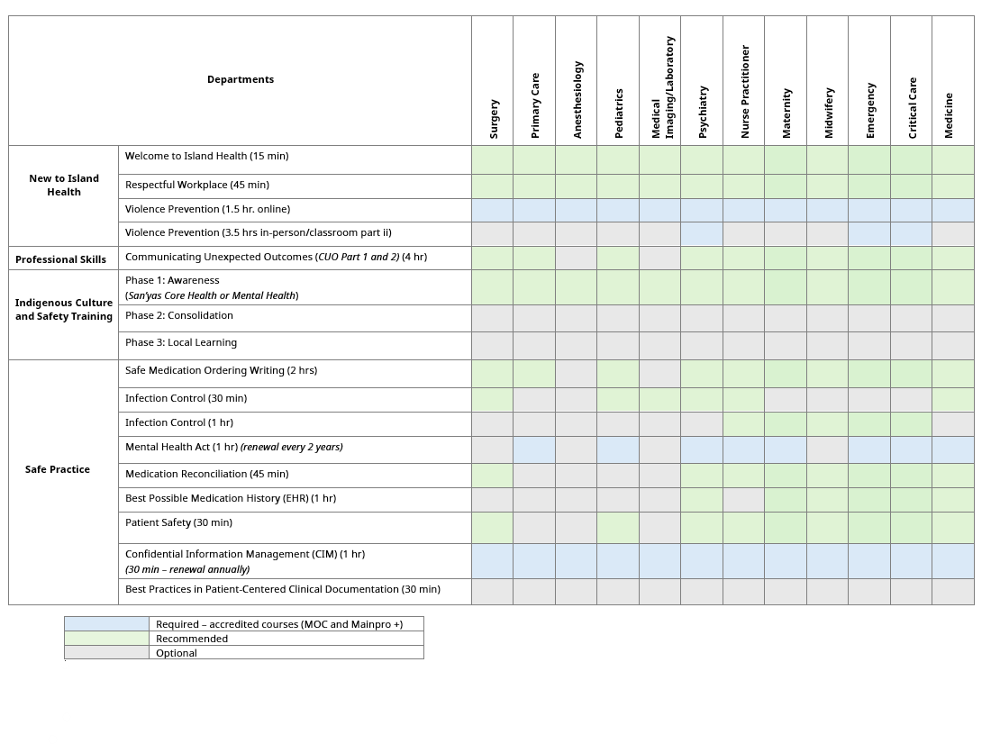 Departments
Surgery
Primary Care
Anesthesiology
Pediatrics
Medical
Imaging/Laboratory
Psychiatry
Nurse Practitioner
Maternity
Midwifery
Emergency
Critical Care
Medicine
New to Island
Health
Welcome to Island Health (15 min)
Respectful Workplace (45 min)
Violence Prevention (1.5 hr. online)
Violence Prevention (3.5 hrs in-person/classroom part ii)
Professional Skills
Communicating Unexpected Outcomes (CUO Part 1 and 2) (4 hr)
Indigenous Culture
and Safety Training
Phase 1: Awareness
(San'yas Core Health or Mental Health)
Phase 2: Consolidation
Phase 3: Local Learning
Safe Practice
Safe Medication Ordering Writing (2 hrs)
Infection Control (30 min)
Infection Control (1 hr)
Mental Health Act (1 hr) (renewal every 2 years)
Medication Reconciliation (45 min)
Best Possible Medication History (EHR) (1 hr)
Patient Safety (30 min)
Confidential Information Management (CIM) (1 hr)
(30 min – renewal annually)
Best Practices in Patient-Centered Clinical Documentation (30 min)
Required – accredited courses (MOC and Mainpro +)
Recommended
Optional